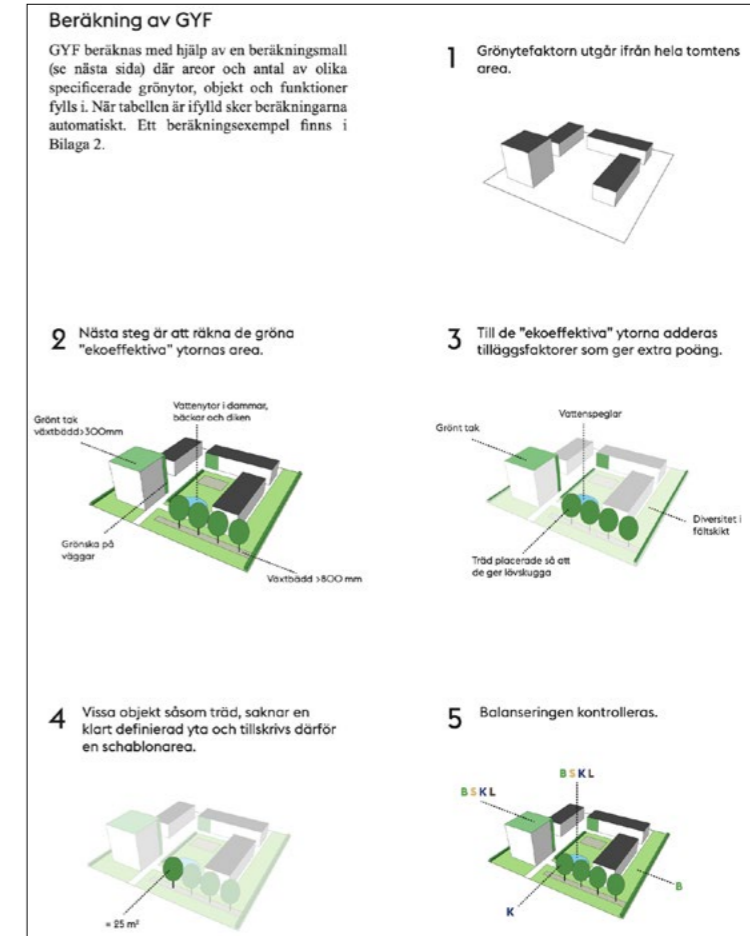 Beräkning av GYF
GYF beräknas med hjälp av en beräkningsmall
(se nästa sida) där areor och antal av olika
specificerade grönytor, objekt och funktioner
fylls i. När tabellen är ifylld sker beräkningarna
automatiskt. Ett beräkningsexempel finns i
Bilaga 2.
1 Grönytefaktorn utgår ifrån hela tomtens
area.
2 Nästa steg är att räkna de gröna
"ekoeffektiva" ytornas area.
Grönt tak
växtbädd>300mm
Vattenytor i dammar,
bäckar och diken
Grönska på
väggar
Växtbädd >800 mm
3 Till de "ekoeffektiva" ytorna adderas
tilläggsfaktorer som ger extra poäng.
Vattenspeglar
Grönt tak
Diversitet i
fältskikt
Träd placerade så att
de ger lövskugga
4 Vissa objekt såsom träd, saknar en
klart definierad yta och tillskrivs därför
en schablonarea.
= 25 m²
5 Balanseringen kontrolleras.
BSKL
BSKL
B
K